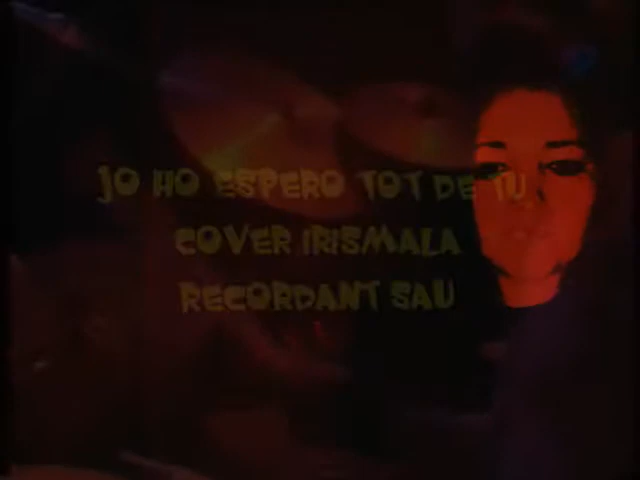 JO HO ESPERO TOT DE TU
COVER IRISMALA
RECORDANT SAU